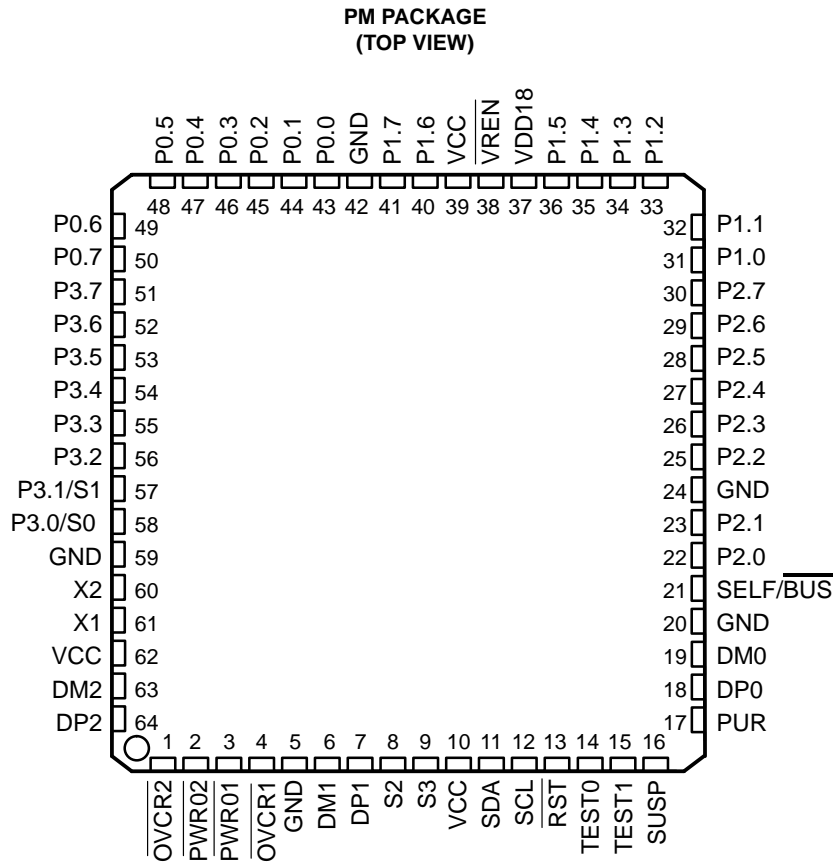 PM PACKAGE
(TOP VIEW)
P0.5 P0.4 P0.3 P0.2 P0.1 P0.0 GND P1.7 P1.6 VCC VREN VDD18 P1.5 P1.4 P1.3 P1.2
48 47 46 45 44 43 42 41 40 39 38 37 36 35 34 33
P0.6 49 32 P1.1
P0.7 50 31 P1.0
P3.7 51 30 P2.7
P3.6 52 29 P2.6
P3.5 53 28 P2.5
P3.4 54 27 P2.4
P3.3 55 26 P2.3
P3.2 56 25 P2.2
P3.1/S1 57 24 GND
P3.0/S0 58 23 P2.1
GND 59 22 P2.0
X2 60 21 SELF/BUS
X1 61 20 GND
VCC 62 19 DM0
DM2 63 18 DP0
DP2 64 17 PUR
1 2 3 4 5 6 7 8 9 10 11 12 13 14 15 16
OVCR2 PWR02 PWR01 OVCR1 GND DM1 DP1 S2 S3 VCC SDA SCL RST TEST0 TEST1 SUSP